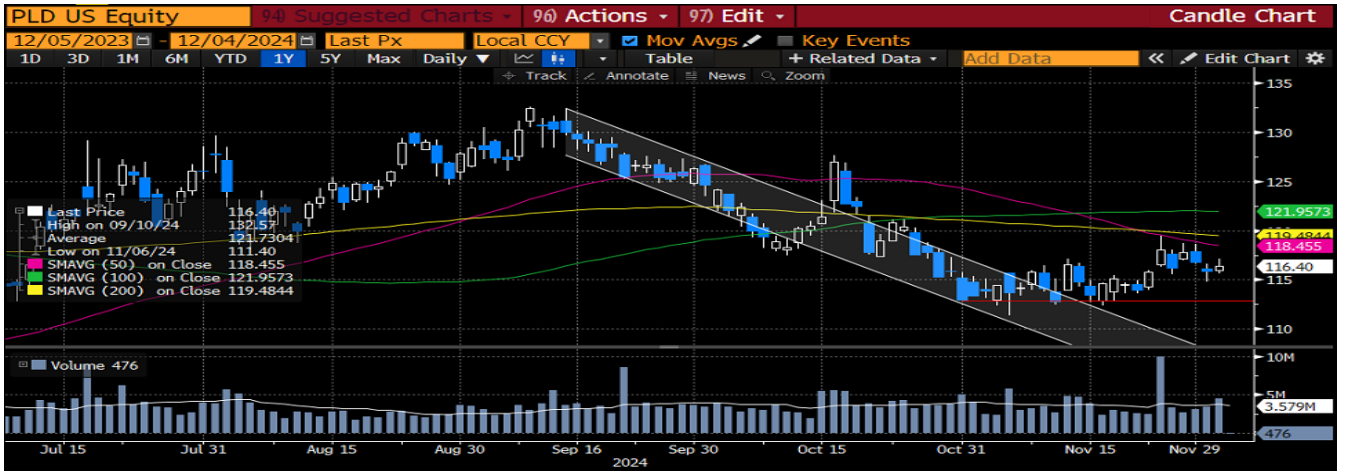 PLD US Equity 94) Suggested Charts 96) Actions 97) Edit Candle Chart
12/05/2023 - 12/04/2024 Last Px Local CCY Mov Avgs Key Events
1D 3D 1M 6M YTD 1Y 5Y Max Daily ▼ Table + Related Data Add Data « Edit Chart
Track Annotate News Zoom
135
130
125
121.9573
119.4844
118.455
116.40
115
110
Last Price 116.40
High on 09/10/24 132.57
Average 121.7304
Low on 11/06/24 111.40
SMAVG (50) on Close 118.455
SMAVG (100) on Close 121.9573
SMAVG (200) on Close 119.4844
Volume 476
10M
5M
3.579M
476
Jul 15 Jul 31 Aug 15 Aug 30 Sep 16 Sep 30 Oct 15 Oct 31 Nov 15 Nov 29
2024